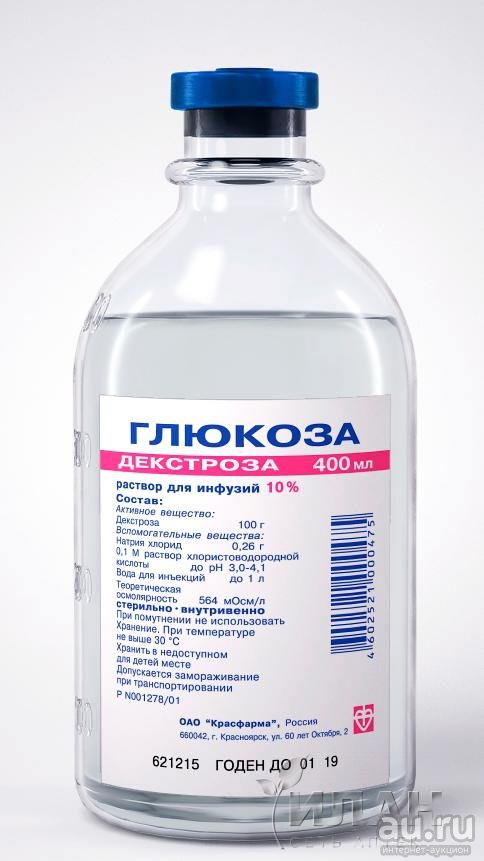 ГЛЮКОЗА
ДЕКСТРОЗА 400 мл
раствор для инфузий 10%
Состав:
Активное вещество:
Декстроза 100 г
Вспомогательные вещества:
Натрия хлорид 0,26 г
0,1 М раствор хлористоводородной
кислоты до pH 3,0-4,1
Вода для инъекций до 1 л
Теоретическая
осмолярность 564 мОсм/л
стерильно · внутривенно
При помутнении не использовать
Хранение. При температуре
не выше 30 °С
Хранить в недоступном
для детей месте
Допускается замораживание
при транспортировании
Р N001278/01
4602521000475
ОАО "Красфарма", Россия
660042, г. Красноярск, ул. 60 лет Октября, 2
621215 ГОДЕН ДО 01 19
ИЛАН
СЕТЬ АПТЕК
au.ru
интернет-аукцион